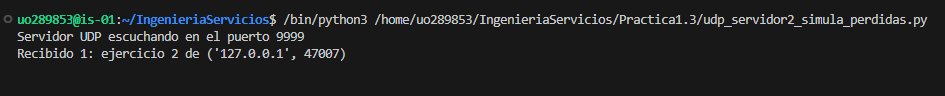 uo289853@is-01:~/IngenieriaServicios$ /bin/python3 /home/uo289853/IngenieriaServicios/Practica1.3/udp_servidor2_simula_perdidas.py
Servidor UDP escuchando en el puerto 9999
Recibido 1: ejercicio 2 de ('127.0.0.1', 47007)